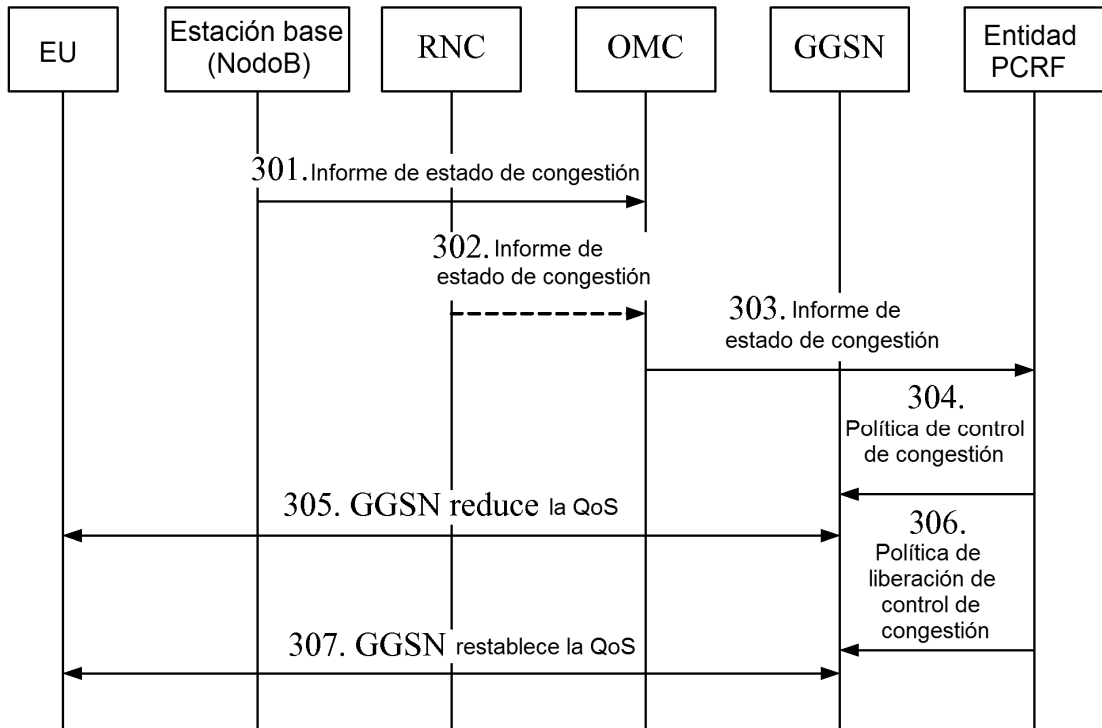 EU
Estación base
(NodoB)
RNC
OMC
GGSN
Entidad
PCRF
301. Informe de estado de congestión
302. Informe de
estado de congestión
303. Informe de
estado de congestión
304.
Política de control
de congestión
305. GGSN reduce la QoS
306.
Política de
liberación de
control de
congestión
307. GGSN restablece la QoS